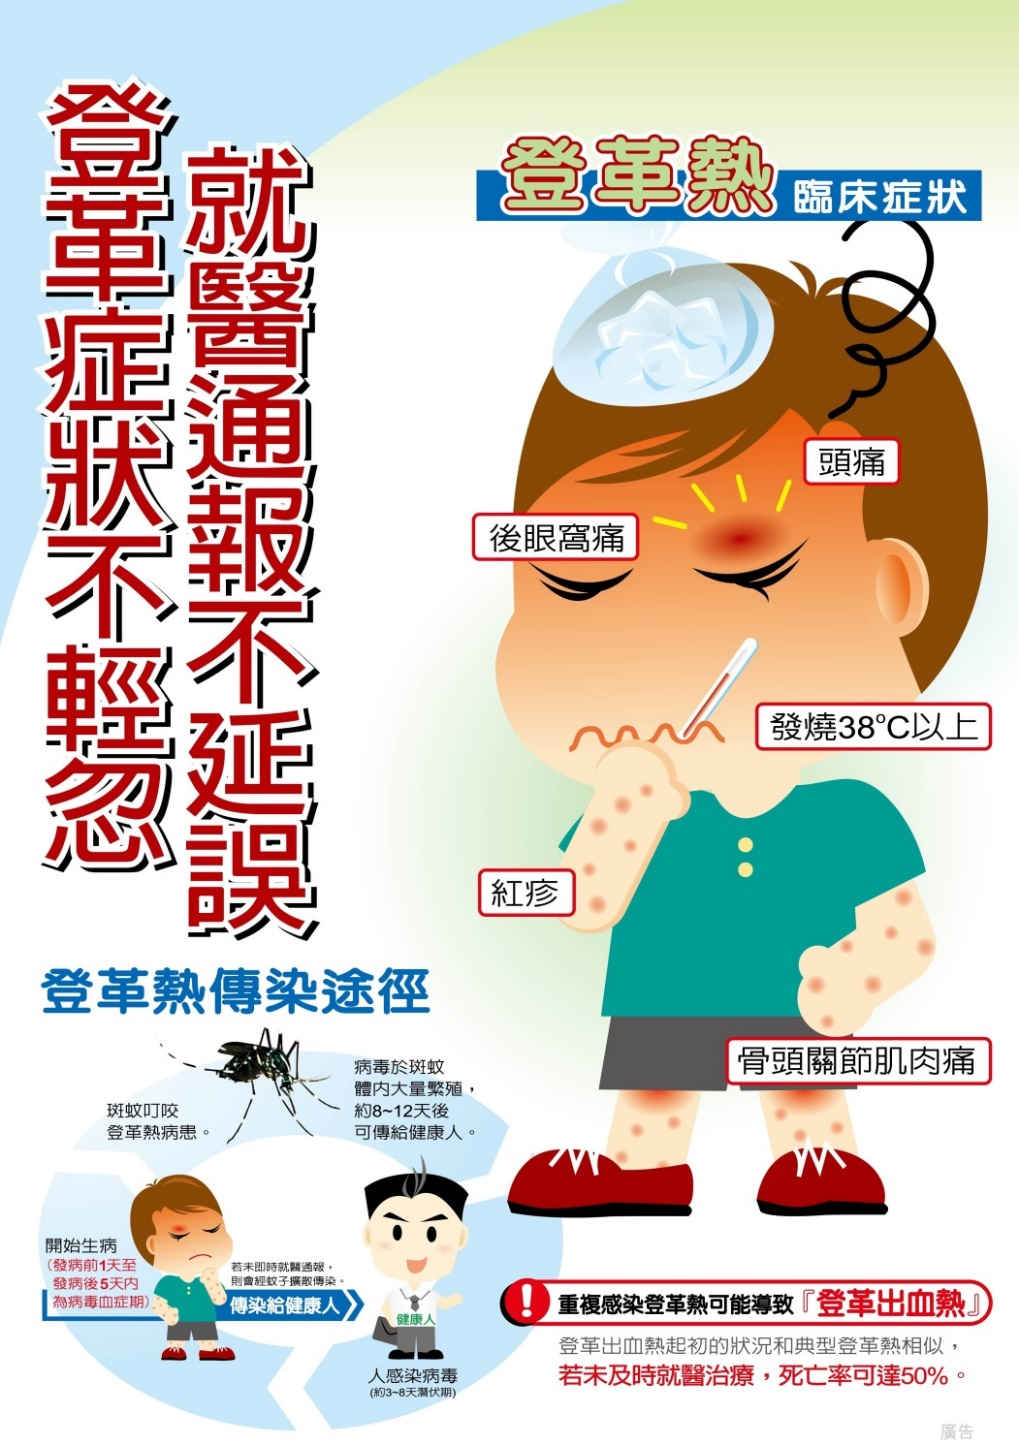 登革症狀不輕忽
就醫通報不延誤
登革熱 臨床症狀
頭痛
後眼窩痛
發燒38°C以上
紅疹
骨頭關節肌肉痛
登革熱傳染途徑
病毒於斑蚊
體內大量繁殖，
約8~12天後
可傳給健康人。
斑蚊叮咬
登革熱病患。
開始生病
(發病前1天至
發病後5天內
為病毒血症期)
若未即時就醫通報，
則會經蚊子擴散傳染。
傳染給健康人
健康人
人感染病毒
(約3~8天潛伏期)
! 重複感染登革熱可能導致『登革出血熱』
登革出血熱起初的狀況和典型登革熱相似，
若未及時就醫治療，死亡率可達50%。
廣告